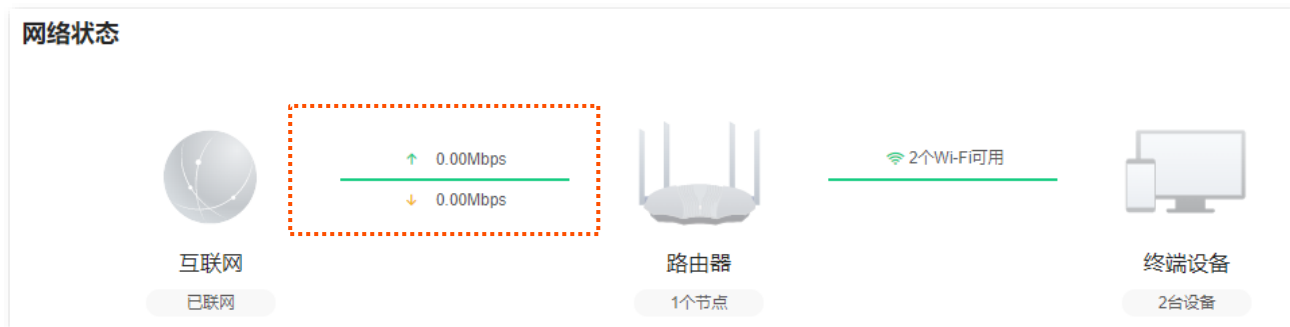 网络状态
↑ 0.00Mbps
↓ 0.00Mbps
2个Wi-Fi可用
互联网
路由器
终端设备
已联网
1个节点
2台设备